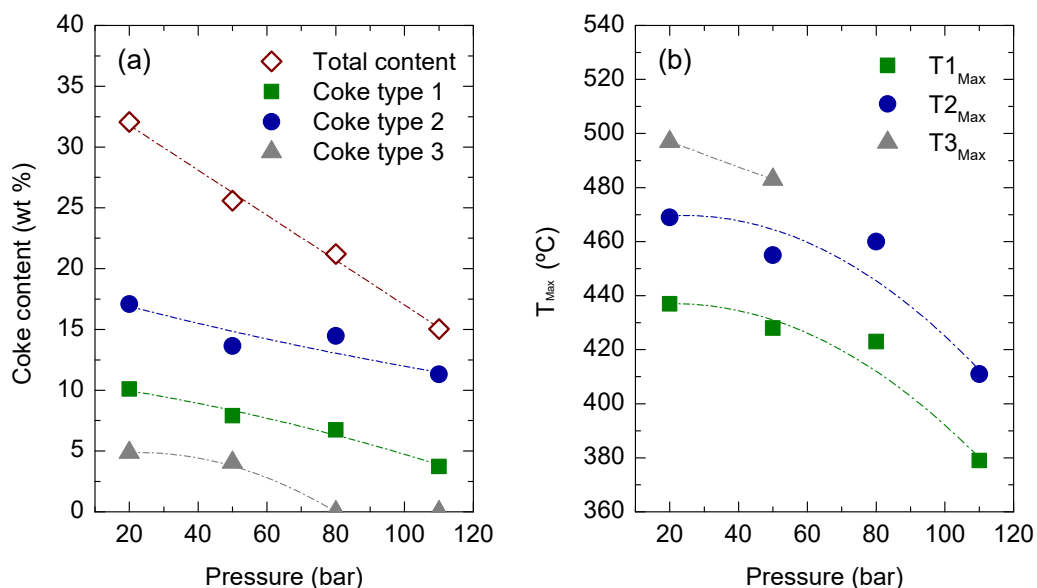 (a)
Total content
Coke type 1
Coke type 2
Coke type 3
Coke content (wt %)
40
35
30
25
20
15
10
5
0
20 40 60 80 100 120
Pressure (bar)
(b)
T1Max
T2Max
T3Max
TMax (ºC)
540
520
500
480
460
440
420
400
380
360
20 40 60 80 100 120
Pressure (bar)